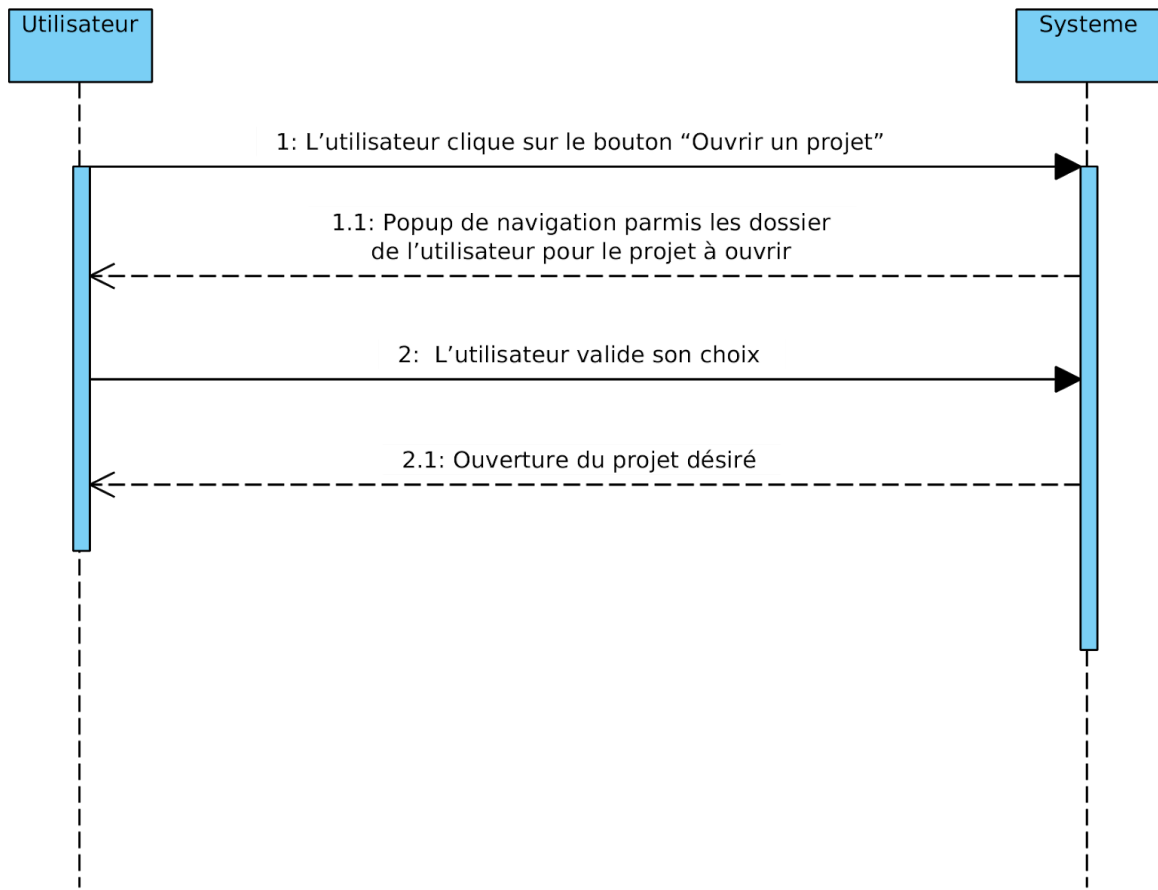 Utilisateur
Systeme
1: L’utilisateur clique sur le bouton “Ouvrir un projet”
1.1: Popup de navigation parmis les dossier
de l’utilisateur pour le projet à ouvrir
2:  L’utilisateur valide son choix
2.1: Ouverture du projet désiré